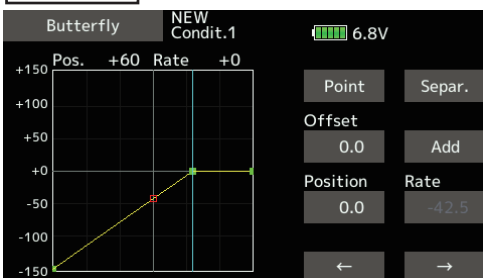 Butterfly NEW
Condit.1 6.8V
Pos. +60 Rate +0
+150
+100
+50
+0
-50
-100
-150
Point Separ.
Offset
0.0 Add
Position Rate
0.0 -42.5
← →